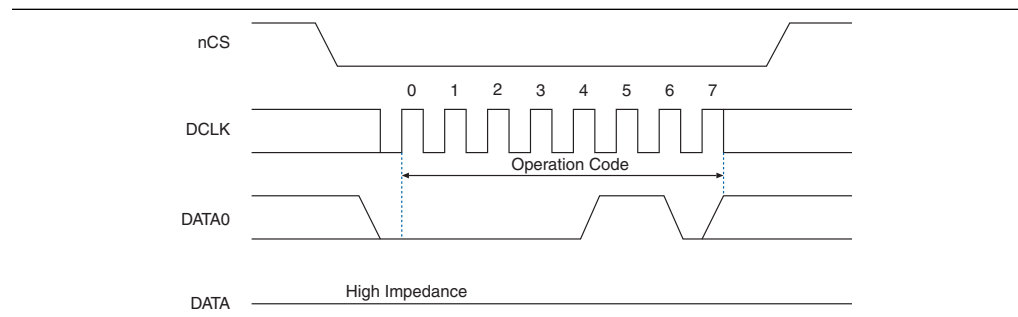 nCS
0 1 2 3 4 5 6 7
DCLK
Operation Code
DATA0
High Impedance
DATA